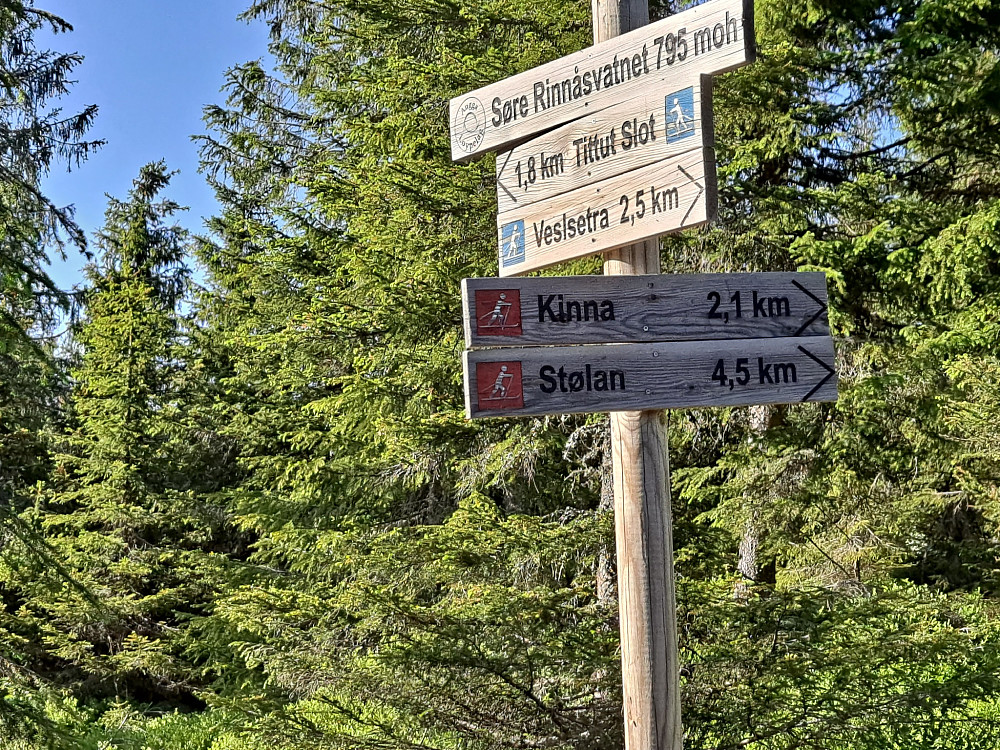 Søre Rinnåsvatnet 795 moh
1,8 km Tittut Slot
Veslsetra 2,5 km
Kinna 2,1 km
Stølan 4,5 km